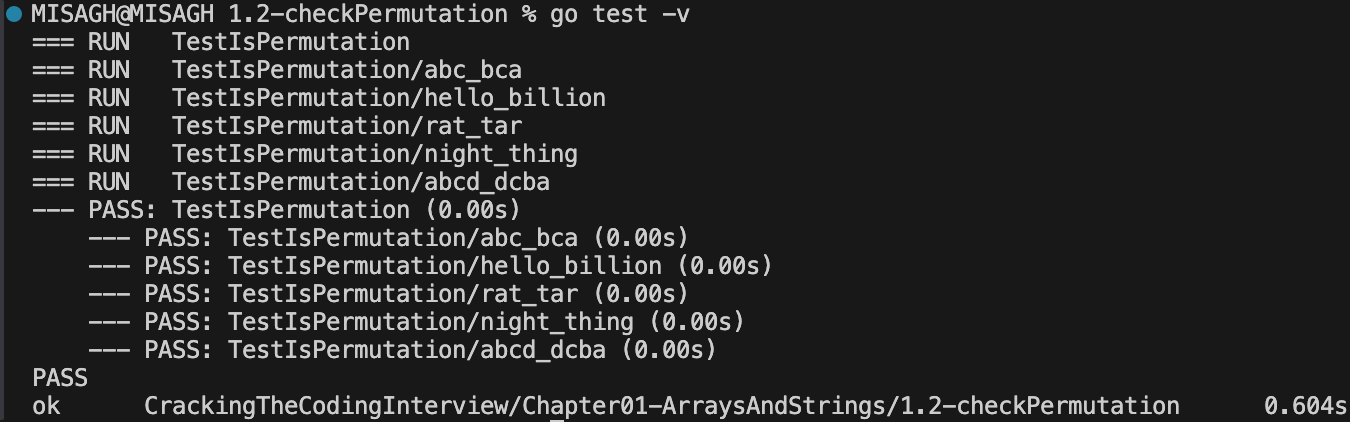 MISAGH@MISAGH 1.2-checkPermutation % go test -v
=== RUN   TestIsPermutation
=== RUN   TestIsPermutation/abc_bca
=== RUN   TestIsPermutation/hello_billion
=== RUN   TestIsPermutation/rat_tar
=== RUN   TestIsPermutation/night_thing
=== RUN   TestIsPermutation/abcd_dcba
--- PASS: TestIsPermutation (0.00s)
    --- PASS: TestIsPermutation/abc_bca (0.00s)
    --- PASS: TestIsPermutation/hello_billion (0.00s)
    --- PASS: TestIsPermutation/rat_tar (0.00s)
    --- PASS: TestIsPermutation/night_thing (0.00s)
    --- PASS: TestIsPermutation/abcd_dcba (0.00s)
PASS
ok      CrackingTheCodingInterview/Chapter01-ArraysAndStrings/1.2-checkPermutation      0.604s